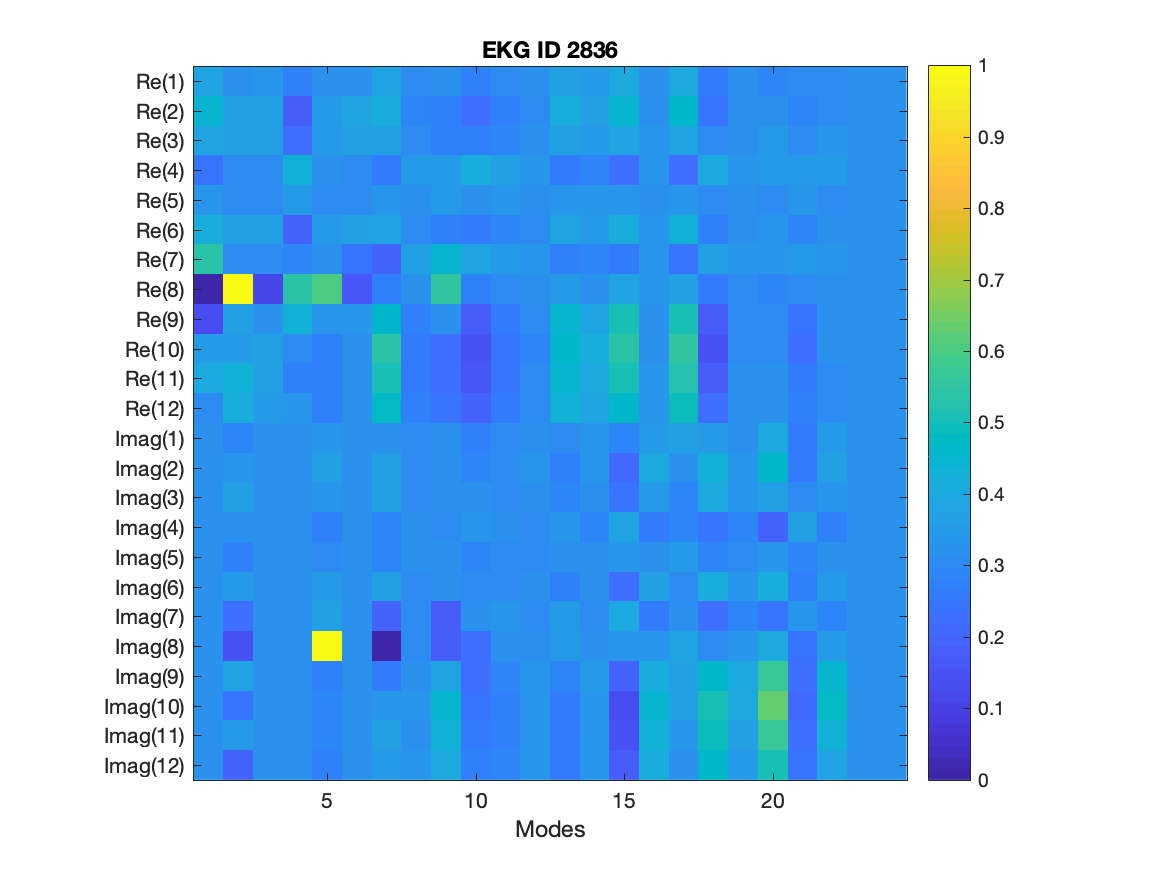 EKG ID 2836
Re(1)
Re(2)
Re(3)
Re(4)
Re(5)
Re(6)
Re(7)
Re(8)
Re(9)
Re(10)
Re(11)
Re(12)
Imag(1)
Imag(2)
Imag(3)
Imag(4)
Imag(5)
Imag(6)
Imag(7)
Imag(8)
Imag(9)
Imag(10)
Imag(11)
Imag(12)
5 10 15 20
Modes
1
0.9
0.8
0.7
0.6
0.5
0.4
0.3
0.2
0.1
0